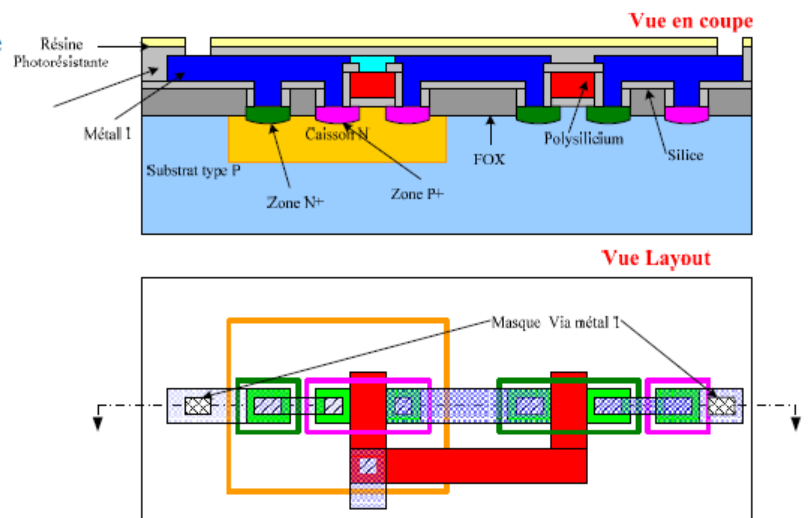 Vue en coupe
Résine
Photorésistante
Métal 1
Caisson N
Substrat type P
Zone N+
Zone P+
FOX
Polysilicium
Silice
Vue Layout
Masque Via métal 1